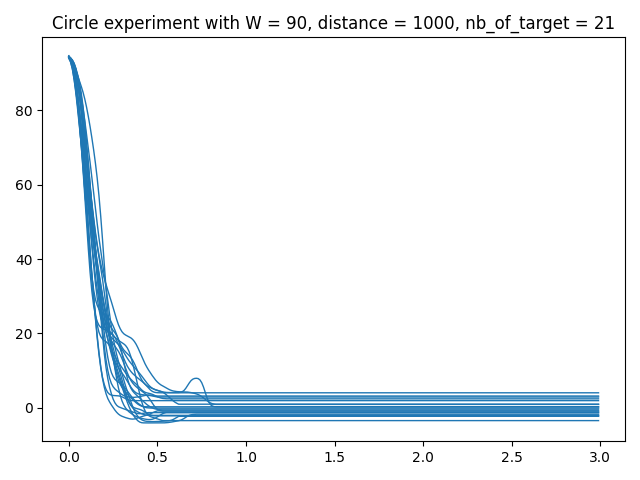 Circle experiment with W = 90, distance = 1000, nb_of_target = 21
80
60
40
20
0
0.0 0.5 1.0 1.5 2.0 2.5 3.0